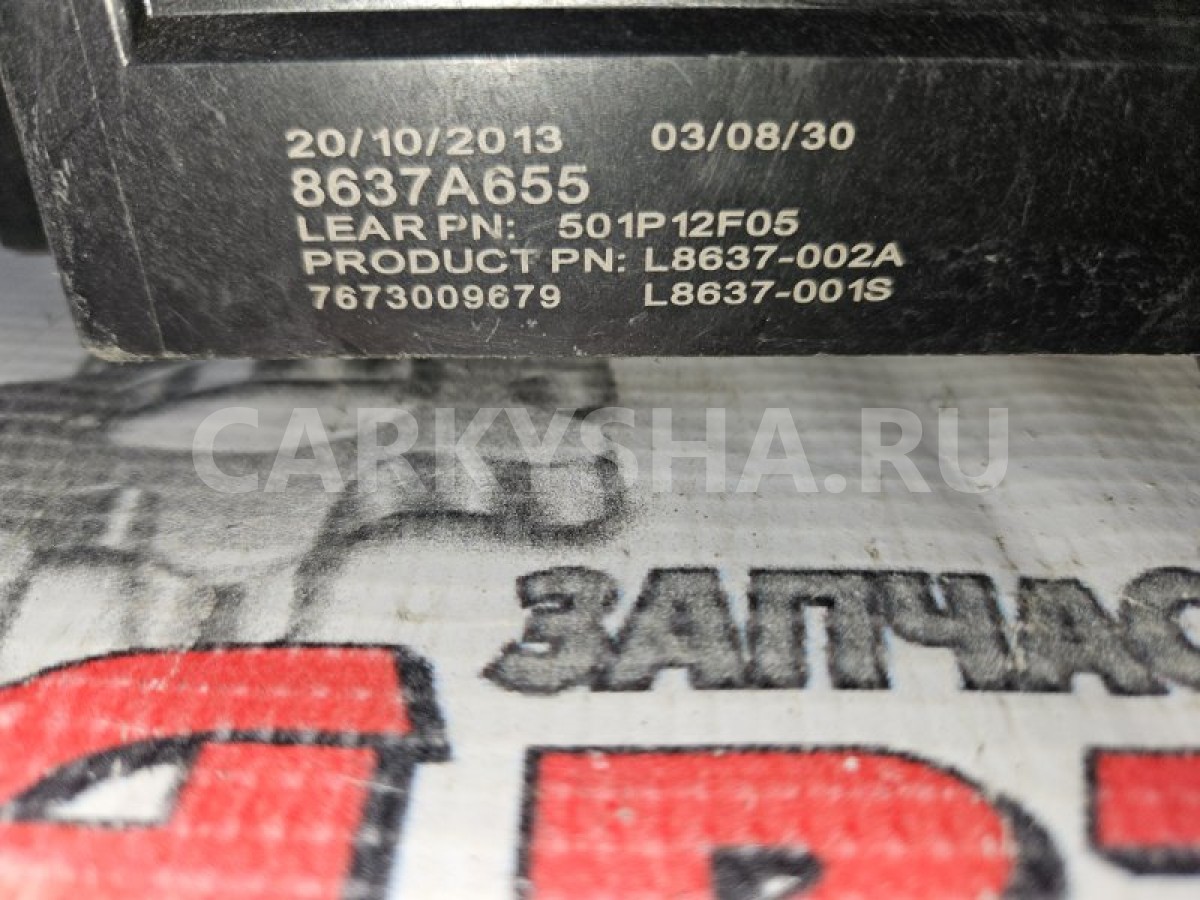 20/10/2013 03/08/30
8637A655
LEAR PN: 501P12F05
PRODUCT PN: L8637-002A
7673009679 L8637-001S
CARKYSHA.RU
ЗАПЧАС